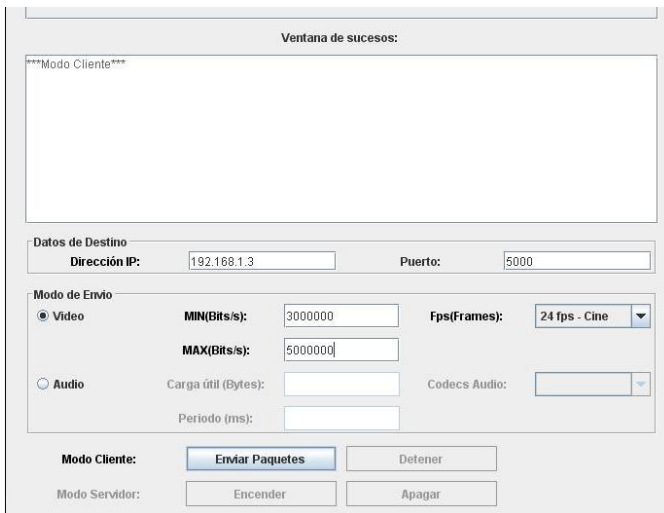 Ventana de sucesos:
***Modo Cliente***
Datos de Destino
Dirección IP: 192.168.1.3 Puerto: 5000
Modo de Envio
Video MIN(Bits/s): 3000000 Fps(Frames): 24 fps - Cine
MAX(Bits/s): 5000000
Audio Carga útil (Bytes): Codecs Audio:
Periodo (ms):
Modo Cliente: Enviar Paquetes Detener
Modo Servidor: Encender Apagar